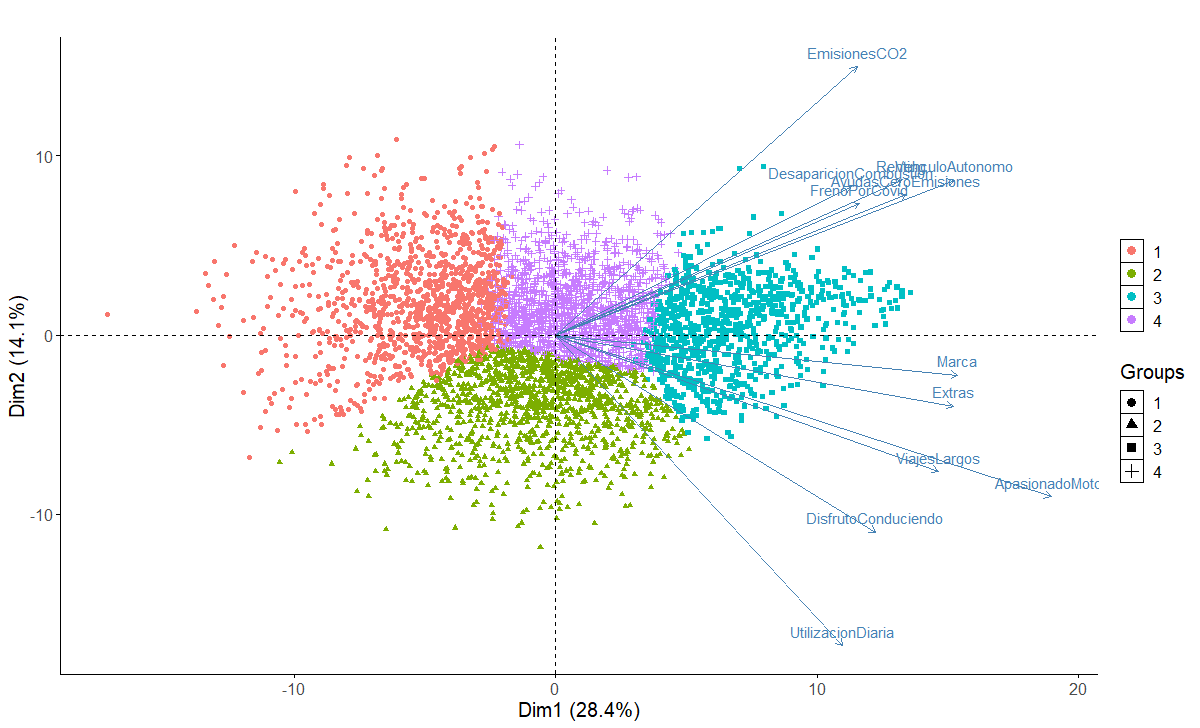 EmisionesCO2
VehiculoAutonomo
DesaparicionCombustion
AyudasCeroEmisiones
FrenoPorCovid
Marca
Extras
ViajesLargos
ApasionadoMoto
DisfrutoConduciendo
UtilizacionDiaria
10
0
-10
Dim2 (14.1%)
-10
0
10
20
Dim1 (28.4%)
1
2
3
4
Groups
1
2
3
4